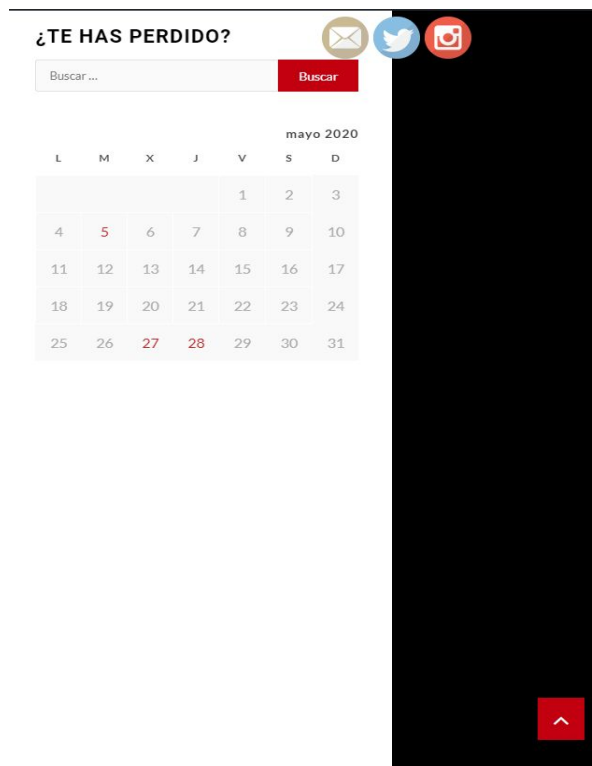 ¿TE HAS PERDIDO?
Buscar ... Buscar
mayo 2020
L M X J V S D
1 2 3
4 5 6 7 8 9 10
11 12 13 14 15 16 17
18 19 20 21 22 23 24
25 26 27 28 29 30 31